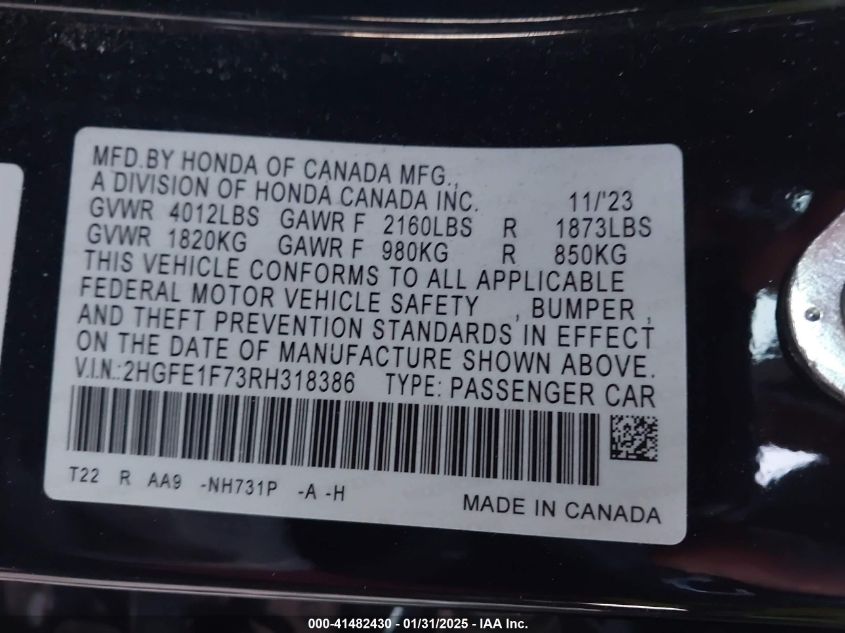 MFD.BY HONDA OF CANADA MFG.,
A DIVISION OF HONDA CANADA INC. 11/'23
GVWR 4012LBS GAWR F 2160LBS R 1873LBS
GVWR 1820KG GAWR F 980KG R 850KG
THIS VEHICLE CONFORMS TO ALL APPLICABLE
FEDERAL MOTOR VEHICLE SAFETY , BUMPER ,
AND THEFT PREVENTION STANDARDS IN EFFECT
ON THE DATE OF MANUFACTURE SHOWN ABOVE.
V.I.N.:2HGFE1F73RH318386 TYPE: PASSENGER CAR
T22 R AA9 -NH731P -A -H
MADE IN CANADA
000-41482430 - 01/31/2025 - IAA Inc.